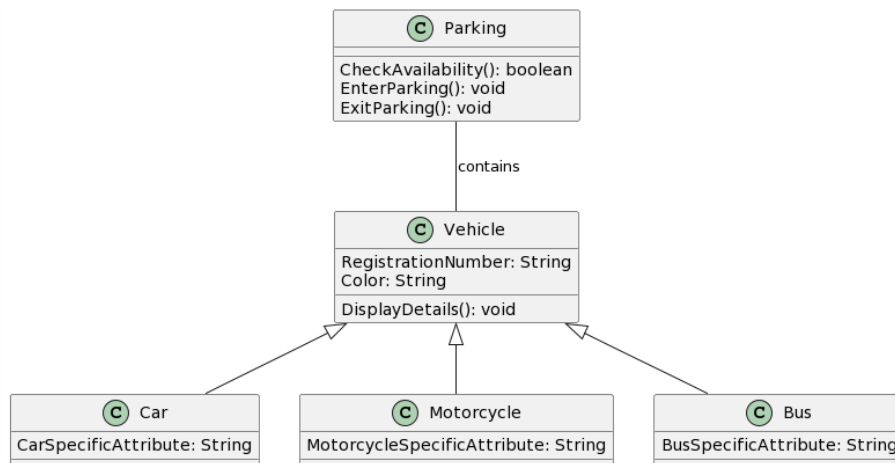 C Parking
CheckAvailability(): boolean
EnterParking(): void
ExitParking(): void
contains
C Vehicle
RegistrationNumber: String
Color: String
DisplayDetails(): void
C Car
C Motorcycle
C Bus
CarSpecificAttribute: String
MotorcycleSpecificAttribute: String
BusSpecificAttribute: String